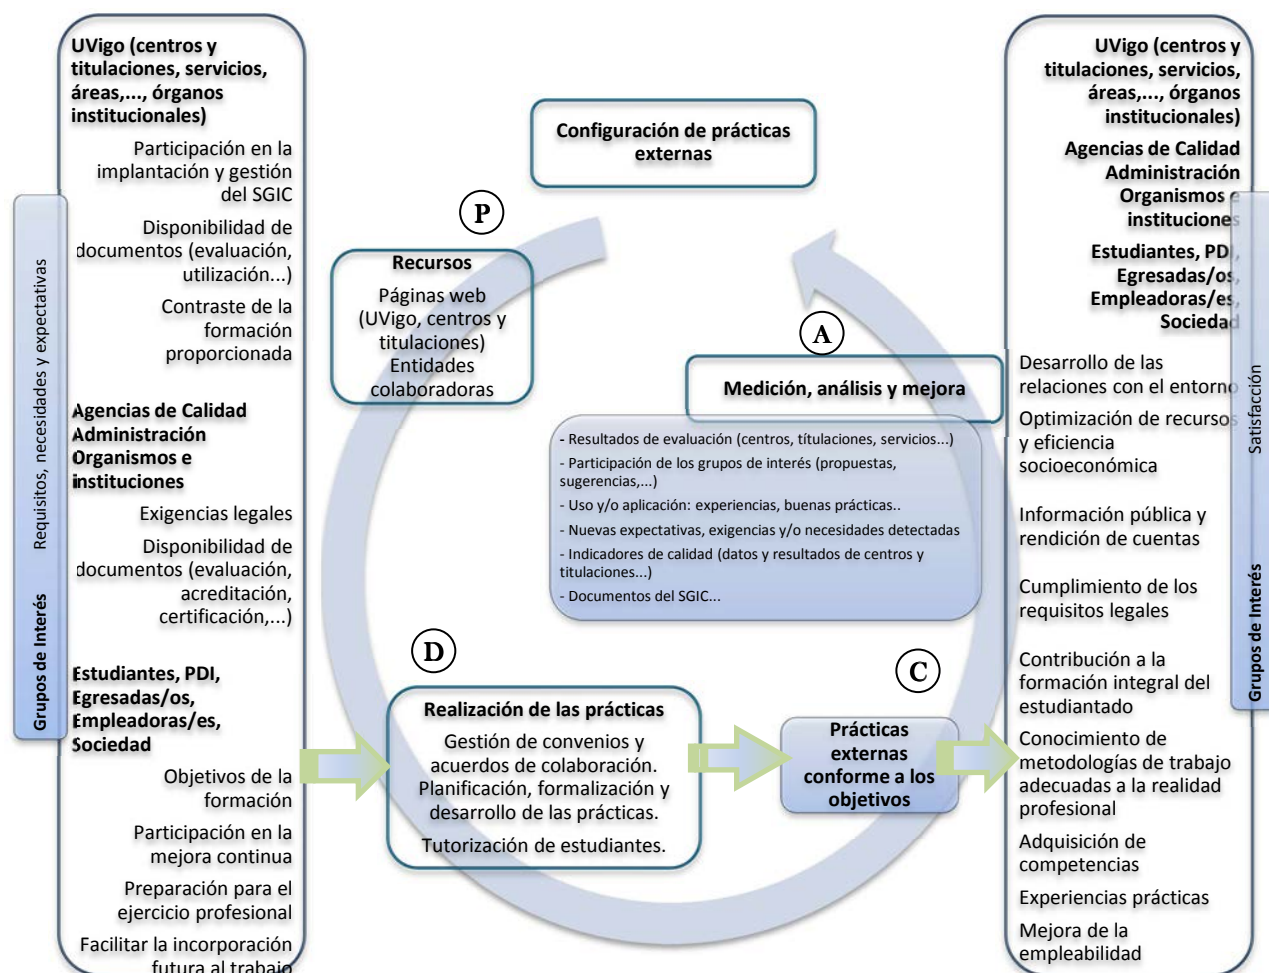 UVigo (centros y
titulaciones, servicios,
áreas,..., órganos
institucionales)
Participación en la
implantación y gestión
del SGIC
Disponibilidad de
documentos (evaluación,
utilización...)
Contraste de la
formación
proporcionada
Agencias de Calidad
Administración
Organismos e
instituciones
Exigencias legales
Disponibilidad de
documentos (evaluación,
acreditación,
certificación,...)
Estudiantes, PDI,
Egresadas/os,
Empleadoras/es,
Sociedad
Objetivos de la
formación
Participación en la
mejora continua
Preparación para el
ejercicio profesional
Facilitar la incorporación
futura al trabajo
Grupos de Interés Requisitos, necesidades y expectativas
Configuración de prácticas
externas
P
Recursos
Páginas web
(UVigo, centros y
titulaciones)
Entidades
colaboradoras
A
Medición, análisis y mejora
- Resultados de evaluación (centros, títulaciones, servicios...)
- Participación de los grupos de interés (propuestas,
sugerencias,...)
- Uso y/o aplicación: experiencias, buenas prácticas..
- Nuevas expectativas, exigencias y/o necesidades detectadas
- Indicadores de calidad (datos y resultados de centros y
titulaciones...)
- Documentos del SGIC...
D
Realización de las prácticas
Gestión de convenios y
acuerdos de colaboración.
Planificación, formalización y
desarrollo de las prácticas.
Tutorización de estudiantes.
C
Prácticas
externas
conforme a los
objetivos
UVigo (centros y
titulaciones, servicios,
áreas,..., órganos
institucionales)
Agencias de Calidad
Administración
Organismos e
instituciones
Estudiantes, PDI,
Egresadas/os,
Empleadoras/es,
Sociedad
Desarrollo de las
relaciones con el entorno
Optimización de recursos
y eficiencia
socioeconómica
Información pública y
rendición de cuentas
Cumplimiento de los
requisitos legales
Contribución a la
formación integral del
estudiantado
Conocimiento de
metodologías de trabajo
adecuadas a la realidad
profesional
Adquisición de
competencias
Experiencias prácticas
Mejora de la
empleabilidad
Grupos de Interés Satisfacción